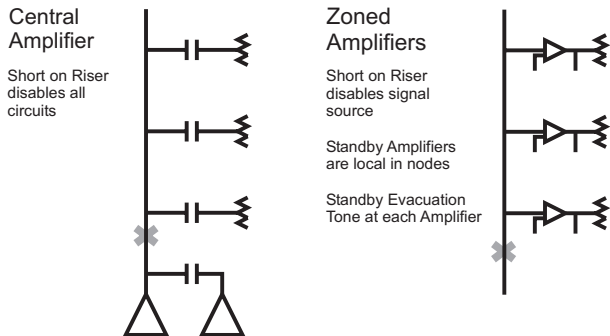 Central
Amplifier
Short on Riser
disables all
circuits
Zoned
Amplifiers
Short on Riser
disables signal
source
Standby Amplifiers
are local in nodes
Standby Evacuation
Tone at each Amplifier